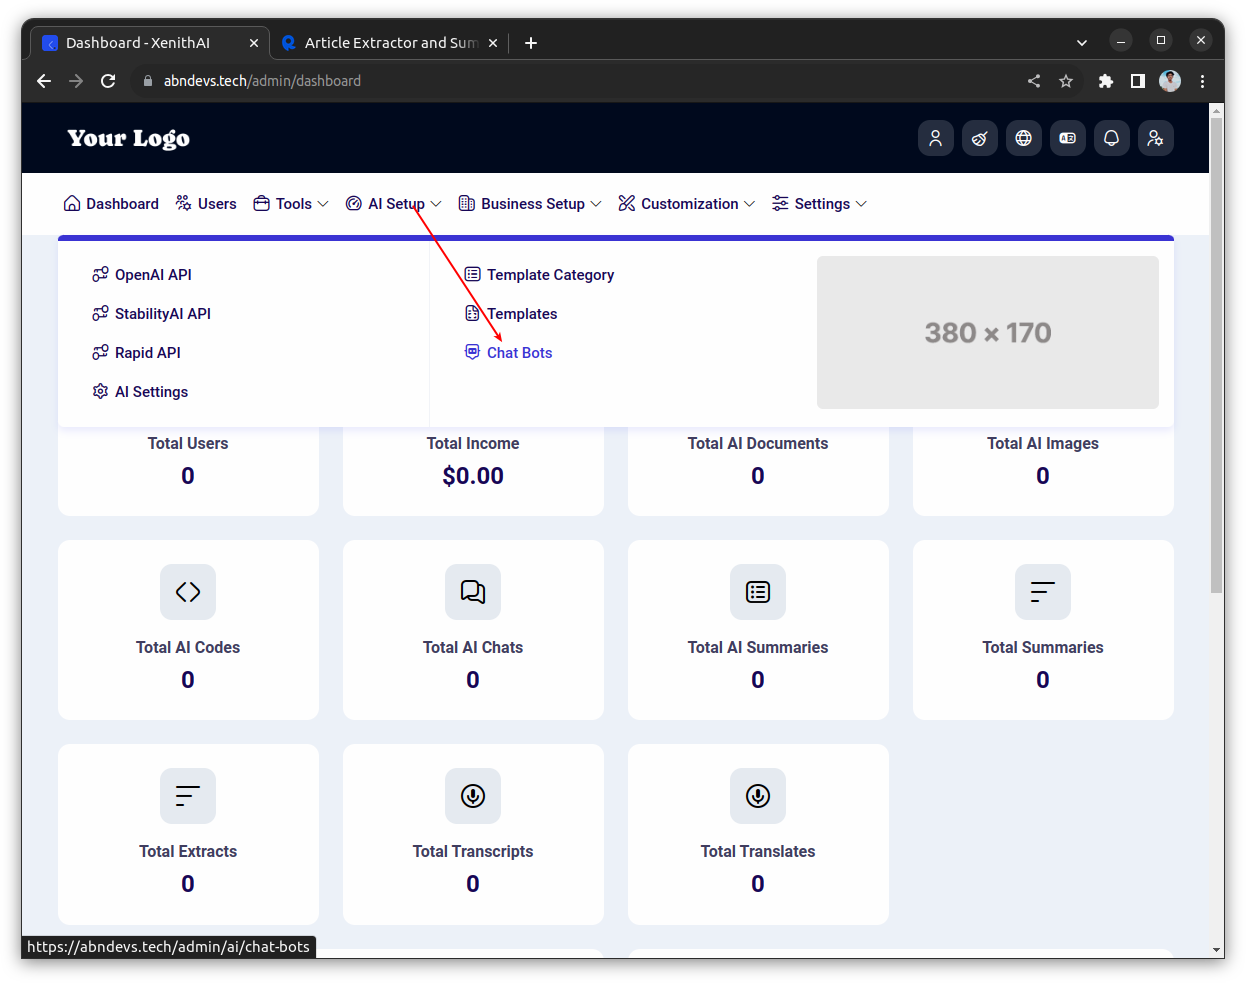 Dashboard - XenithAI
Article Extractor and Sum
abndevs.tech/admin/dashboard
Your Logo
Dashboard Users Tools AI Setup Business Setup Customization Settings
OpenAI API
StabilityAI API
Rapid API
AI Settings
Template Category
Templates
Chat Bots
380 × 170
Total Users
0
Total Income
$0.00
Total AI Documents
0
Total AI Images
0
Total AI Codes
0
Total AI Chats
0
Total AI Summaries
0
Total Summaries
0
Total Extracts
0
Total Transcripts
0
Total Translates
0
https://abndevs.tech/admin/ai/chat-bots